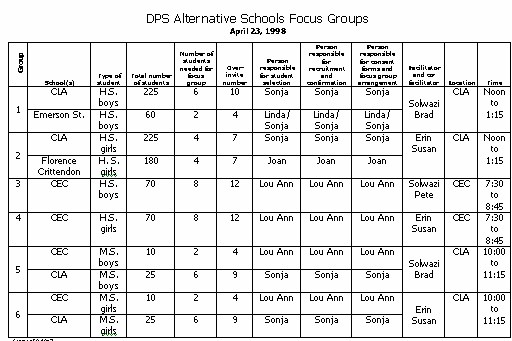 DPS Alternative Schools Focus Groups
April 23, 1998
Group School(s) Type of student Total number of students Number of students needed for focus group Over-invite number Person responsible for student selection Person responsible for recruitment and confirmation Person responsible for consent forms and focus group arrangement Facilitator and co-facilitator Location Time
1 CLA H.S. boys 225 6 10 Sonja Sonja Sonja Solwazi Brad CLA Noon to 1:15
Emerson St. H.S. boys 60 2 4 Linda/ Sonja Linda/ Sonja Linda/ Sonja
2 CLA H.S. girls 225 4 7 Sonja Sonja Sonja Erin Susan CLA Noon to 1:15
Florence Crittendon H.S. girls 180 4 7 Joan Joan Joan
3 CEC H.S. boys 70 8 12 Lou Ann Lou Ann Lou Ann Solwazi Pete CEC 7:30 to 8:45
4 CEC H.S. girls 70 8 12 Lou Ann Lou Ann Lou Ann Erin Susan CEC 7:30 to 8:45
5 CEC M.S. boys 10 2 4 Lou Ann Lou Ann Lou Ann Solwazi Brad CLA 10:00 to 11:15
CLA M.S. boys 25 6 9 Sonja Sonja Sonja
6 CEC M.S. girls 10 2 4 Lou Ann Lou Ann Lou Ann Erin Susan CLA 10:00 to 11:15
CLA M.S. girls 25 6 9 Sonja Sonja Sonja